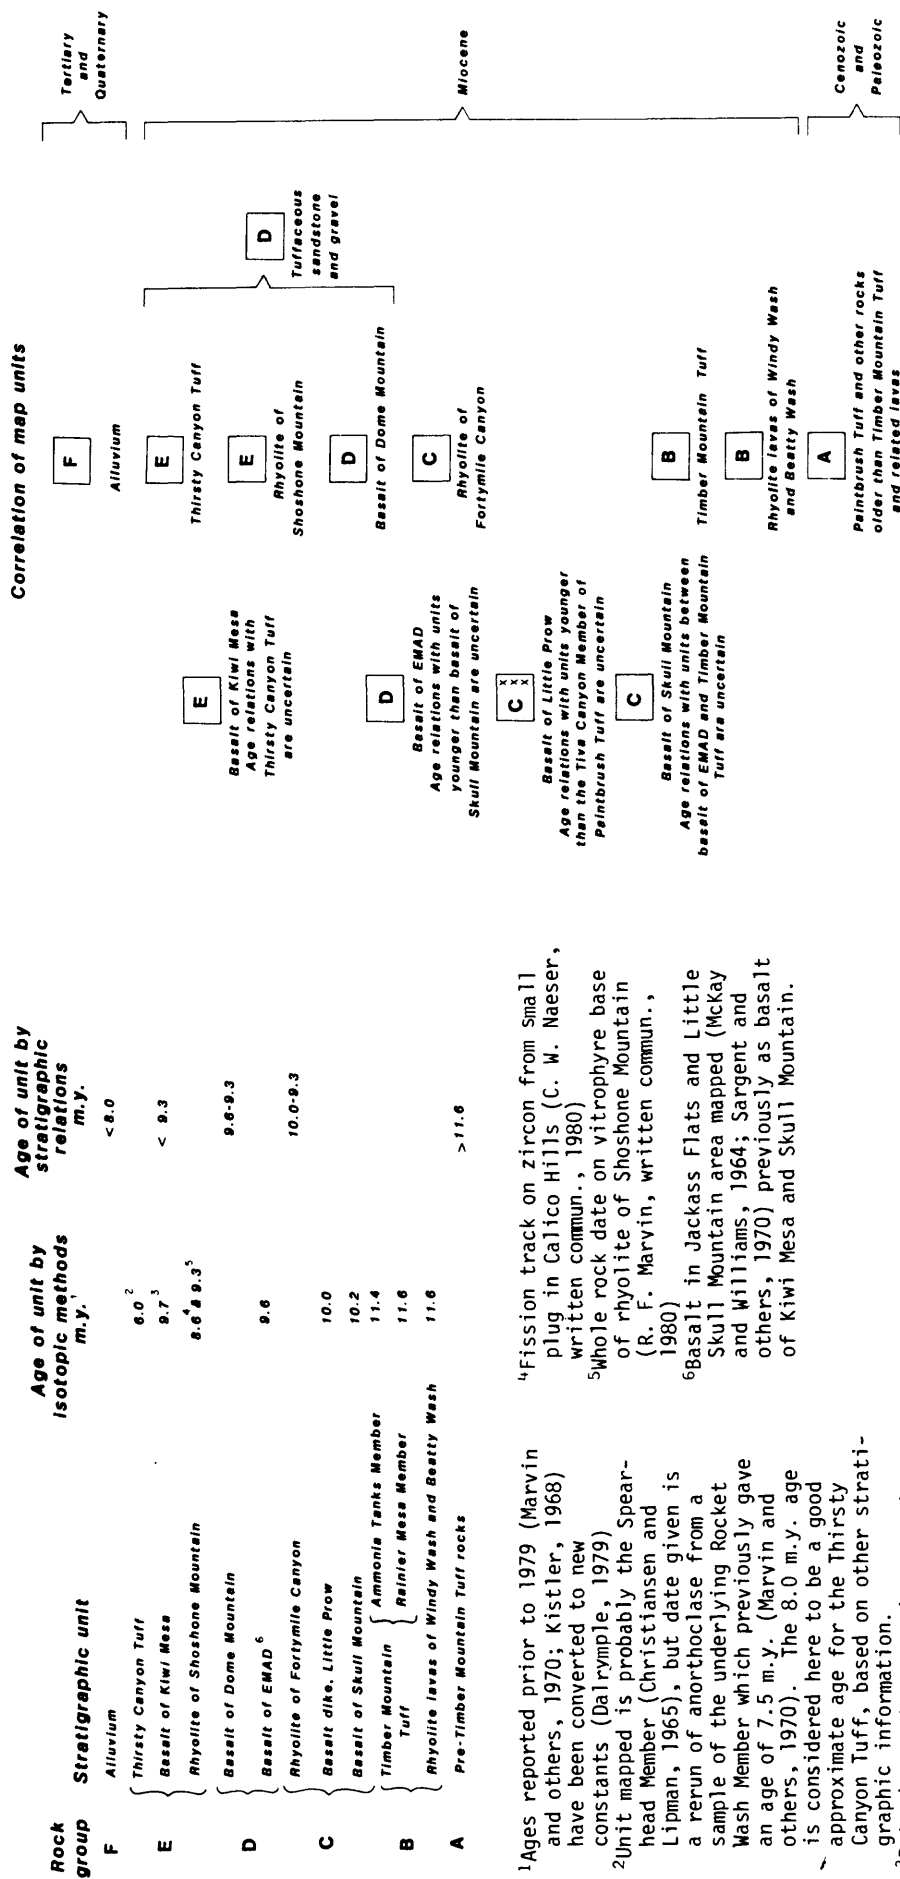 Rock group
Stratigraphic unit
Age of unit by isotopic methods m.y.¹
Age of unit by stratigraphic relations m.y.
F Alluvium <8.0
E
Thirsty Canyon Tuff 6.0²
Basalt of Kiwi Mesa 9.7³ < 9.3
Rhyolite of Shoshone Mountain 8.6⁴ & 9.3⁵
D
Basalt of Dome Mountain 9.6-9.3
Basalt of EMAD⁶ 9.6
C
Rhyolite of Fortymile Canyon 10.0-9.3
Basalt dike, Little Prow 10.0
Basalt of Skull Mountain 10.2
B
Timber Mountain Tuff
Ammonia Tanks Member 11.4
Rainier Mesa Member 11.6
Rhyolite lavas of Windy Wash and Beatty Wash 11.6
A Pre-Timber Mountain Tuff rocks >11.6
¹Ages reported prior to 1979 (Marvin
and others, 1970; Kistler, 1968)
have been converted to new
constants (Dalrymple, 1979)
²Unit mapped is probably the Spear-
head Member (Christiansen and
Lipman, 1965), but date given is
a rerun of anorthoclase from a
sample of the underlying Rocket
Wash Member which previously gave
an age of 7.5 m.y. (Marvin and
others, 1970). The 8.0 m.y. age
is considered here to be a good
approximate age for the Thirsty
Canyon Tuff, based on other strati-
graphic information.
⁴Fission track on zircon from small
plug in Calico Hills (C. W. Naeser,
written commun., 1980)
⁵Whole rock date on vitrophyre base
of rhyolite of Shoshone Mountain
(R. F. Marvin, written commun.,
1980)
⁶Basalt in Jackass Flats and Little
Skull Mountain area mapped (McKay
and Williams, 1964; Sargent and
others, 1970) previously as basalt
of Kiwi Mesa and Skull Mountain.
Correlation of map units
F
Alluvium
Tertiary
and
Quaternary
E
Thirsty Canyon Tuff
E
Basalt of Kiwi Mesa
Age relations with
Thirsty Canyon Tuff
are uncertain
E
Rhyolite of
Shoshone Mountain
D
Tuffaceous
sandstone
and gravel
D
Basalt of Dome Mountain
D
Basalt of EMAD
Age relations with units
younger than basalt of
Skull Mountain are uncertain
C
Rhyolite of
Fortymile Canyon
C x x x
Basalt of Little Prow
Age relations with units younger
than the Tiva Canyon Member of
Paintbrush Tuff are uncertain
C
Basalt of Skull Mountain
Age relations with units between
basalt of EMAD and Timber Mountain
Tuff are uncertain
B
Timber Mountain Tuff
B
Rhyolite lavas of Windy Wash
and Beatty Wash
Miocene
A
Paintbrush Tuff and other rocks
older than Timber Mountain Tuff
and related lavas
Cenozoic
and
Paleozoic